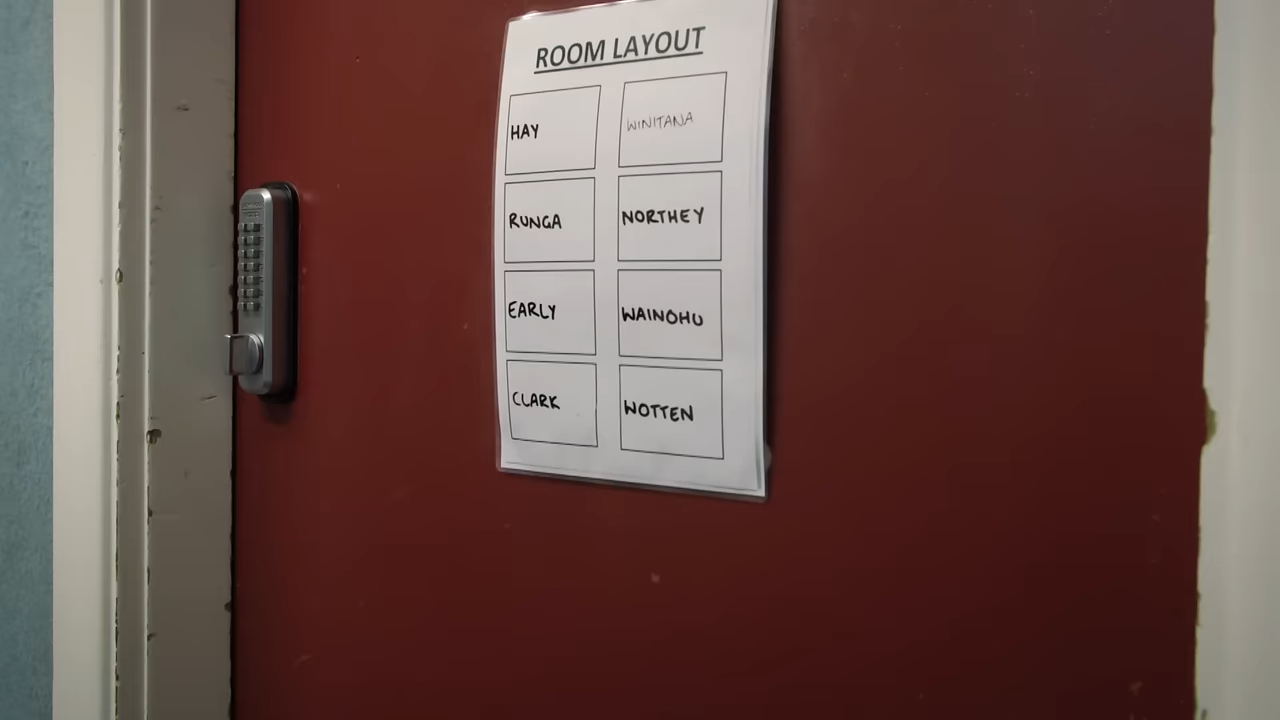 ROOM LAYOUT
HAY WINITANA
RUNGA NORTHEY
EARLY WAINOHU
CLARK WOTTEN